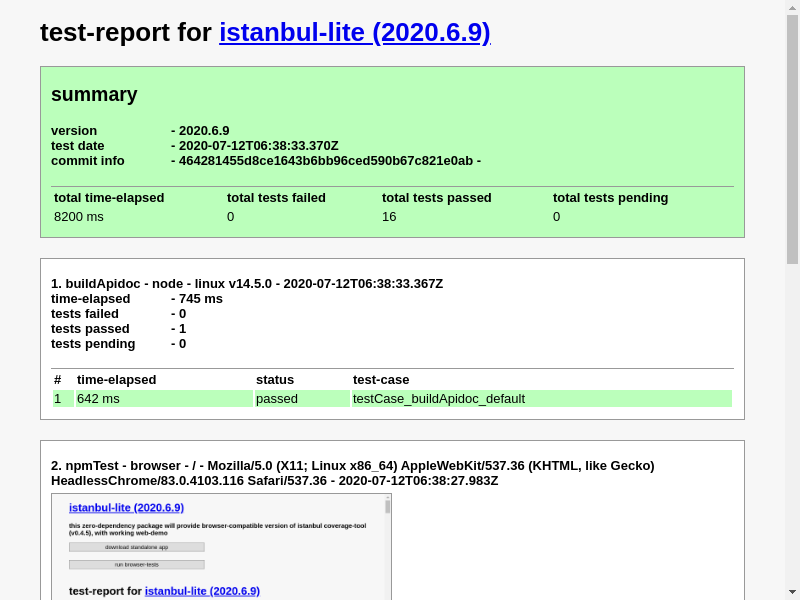 test-report for istanbul-lite (2020.6.9)
summary
version - 2020.6.9
test date - 2020-07-12T06:38:33.370Z
commit info - 464281455d8ce1643b6bb96ced590b67c821e0ab -
total time-elapsed total tests failed total tests passed total tests pending
8200 ms 0 16 0
1. buildApidoc - node - linux v14.5.0 - 2020-07-12T06:38:33.367Z
time-elapsed - 745 ms
tests failed - 0
tests passed - 1
tests pending - 0
# time-elapsed status test-case
1 642 ms passed testCase_buildApidoc_default
2. npmTest - browser - / - Mozilla/5.0 (X11; Linux x86_64) AppleWebKit/537.36 (KHTML, like Gecko)
HeadlessChrome/83.0.4103.116 Safari/537.36 - 2020-07-12T06:38:27.983Z
istanbul-lite (2020.6.9)
this zero-dependency package will provide browser-compatible version of istanbul coverage-tool
(v0.4.5), with working web-demo
download standalone app
run browser-tests
test-report for istanbul-lite (2020.6.9)